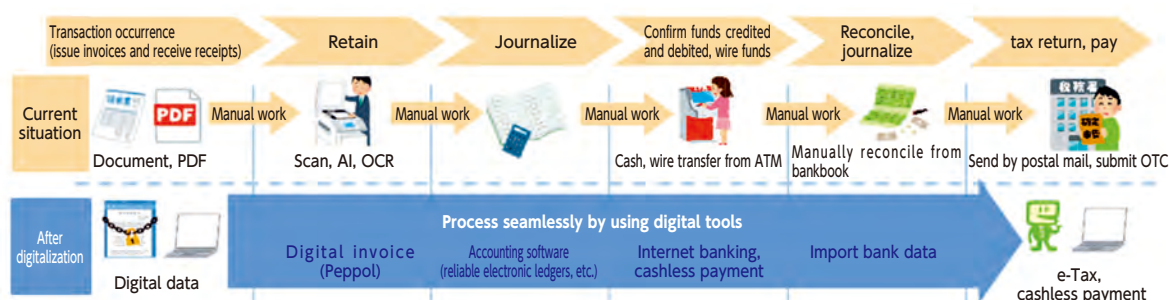 Transaction occurrence
(issue invoices and receive receipts)
Retain
Journalize
Confirm funds credited
and debited, wire funds
Reconcile,
journalize
tax return, pay
Current
situation
PDF
Manual work
Manual work
Manual work
Manual work
Manual work
税務署
Document, PDF
Scan, AI, OCR
Cash, wire transfer from ATM
Manually reconcile from
bankbook
Send by postal mail, submit OTC
After
digitalization
Process seamlessly by using digital tools
Digital invoice
(Peppol)
Accounting software
(reliable electronic ledgers, etc.)
Internet banking,
cashless payment
Import bank data
Digital data
e-Tax,
cashless payment